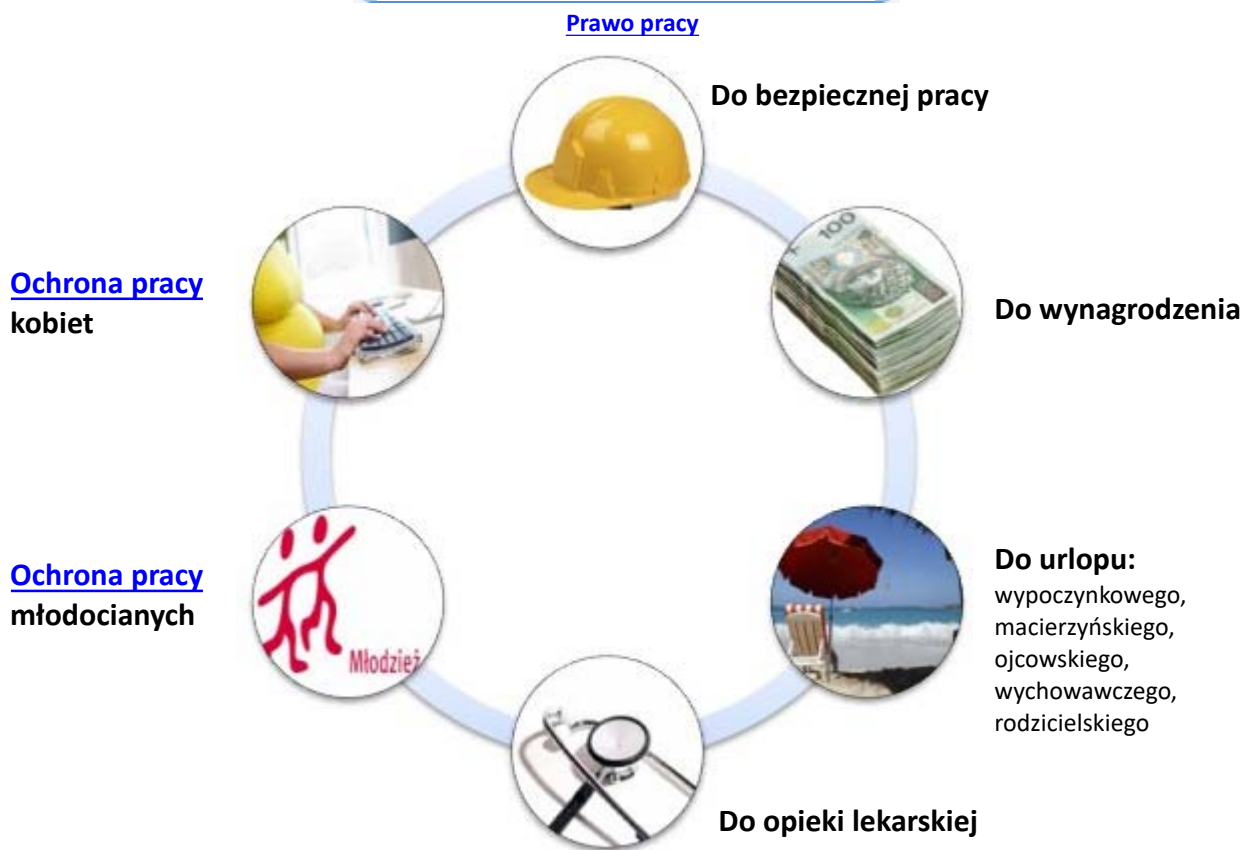 Prawo pracy
Do bezpiecznej pracy
100
Ochrona pracy
kobiet
Do wynagrodzenia
Ochrona pracy
młodocianych
Młodzież
Do urlopu:
wypoczynkowego,
macierzyńskiego,
ojcowskiego,
wychowawczego,
rodzicielskiego
Do opieki lekarskiej